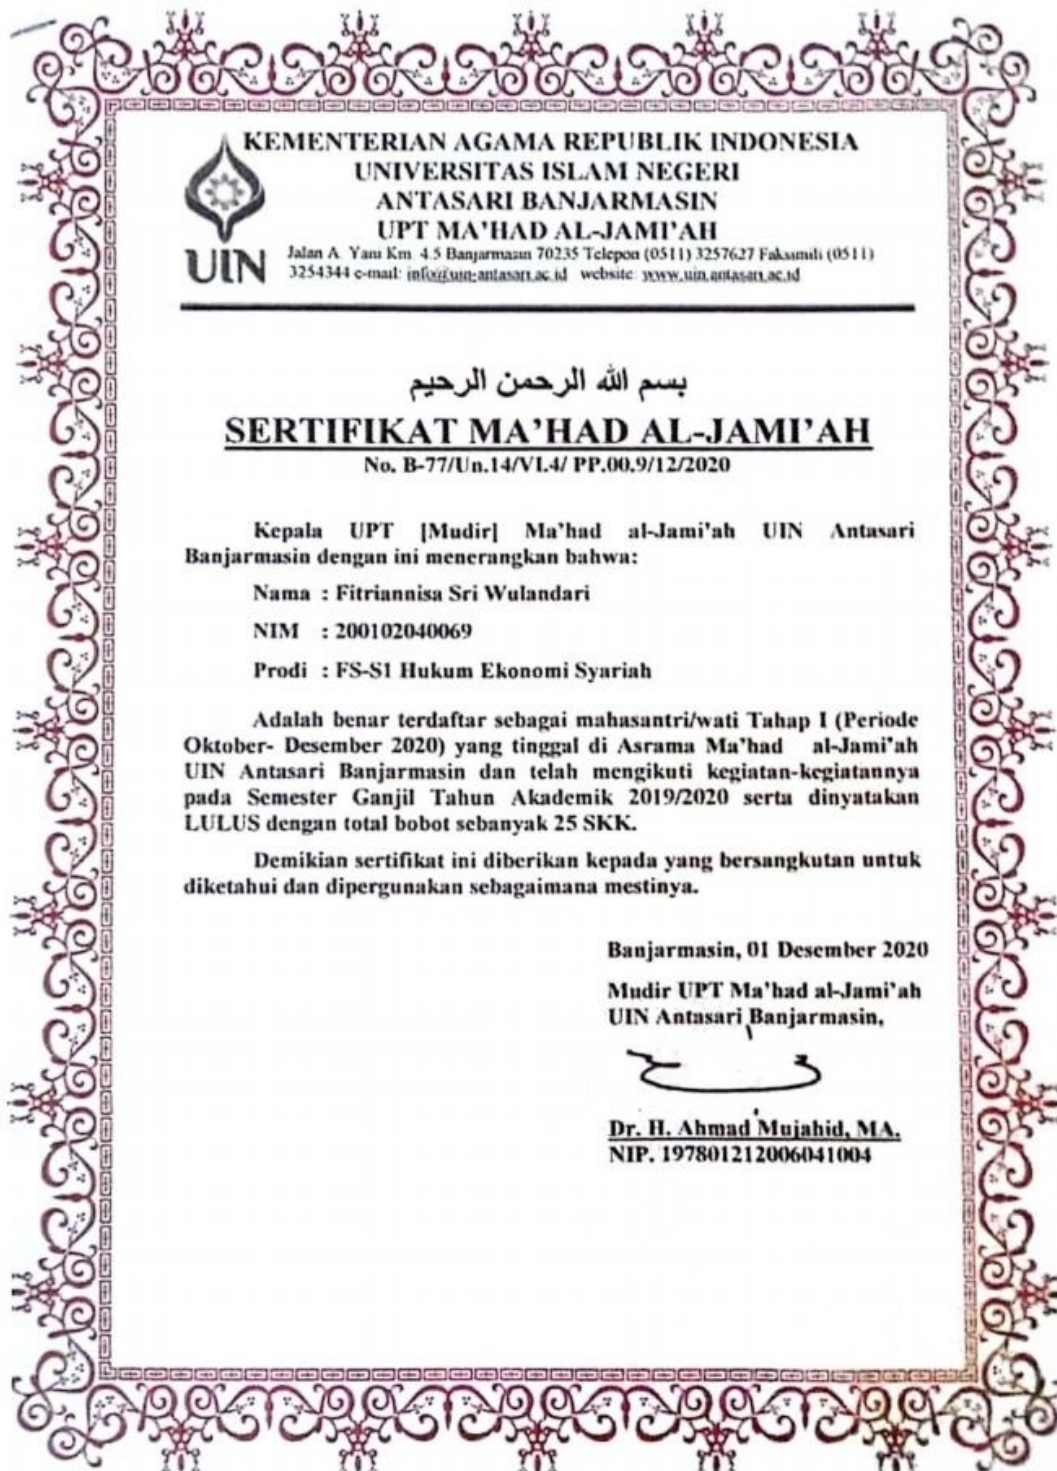 KEMENTERIAN AGAMA REPUBLIK INDONESIA
UNIVERSITAS ISLAM NEGERI
ANTASARI BANJARMASIN
UPT MA'HAD AL-JAMI'AH
UIN
Jalan A. Yani Km. 4.5 Banjarmasin 70235 Telepon (0511) 3257627 Faksimili (0511)
3254344 e-mail: info@uin-antasari.ac.id website: www.uin.antasari.ac.id
بسم الله الرحمن الرحيم
SERTIFIKAT MA'HAD AL-JAMI'AH
No. B-77/Un.14/VI.4/ PP.00.9/12/2020
Kepala UPT [Mudir] Ma'had al-Jami'ah UIN Antasari
Banjarmasin dengan ini menerangkan bahwa:
Nama : Fitriannisa Sri Wulandari
NIM : 200102040069
Prodi : FS-S1 Hukum Ekonomi Syariah
Adalah benar terdaftar sebagai mahasantri/wati Tahap I (Periode
Oktober- Desember 2020) yang tinggal di Asrama Ma'had al-Jami'ah
UIN Antasari Banjarmasin dan telah mengikuti kegiatan-kegiatannya
pada Semester Ganjil Tahun Akademik 2019/2020 serta dinyatakan
LULUS dengan total bobot sebanyak 25 SKK.
Demikian sertifikat ini diberikan kepada yang bersangkutan untuk
diketahui dan dipergunakan sebagaimana mestinya.
Banjarmasin, 01 Desember 2020
Mudir UPT Ma'had al-Jami'ah
UIN Antasari Banjarmasin,
Dr. H. Ahmad Mujahid, MA.
NIP. 197801212006041004